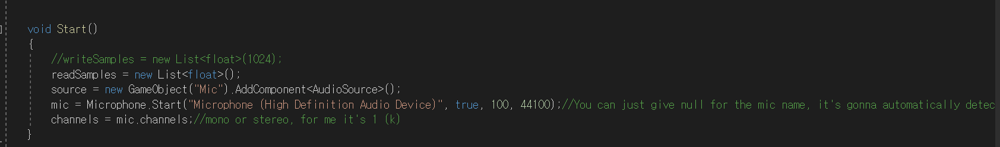 void Start()
{
//writeSamples = new List<float>(1024);
readSamples = new List<float>();
source = new GameObject("Mic").AddComponent<AudioSource>();
mic = Microphone.Start("Microphone (High Definition Audio Device)", true, 100, 44100);//You can just give null for the mic name, it's gonna automatically detec
channels = mic.channels;//mono or stereo, for me it's 1 (k)
}